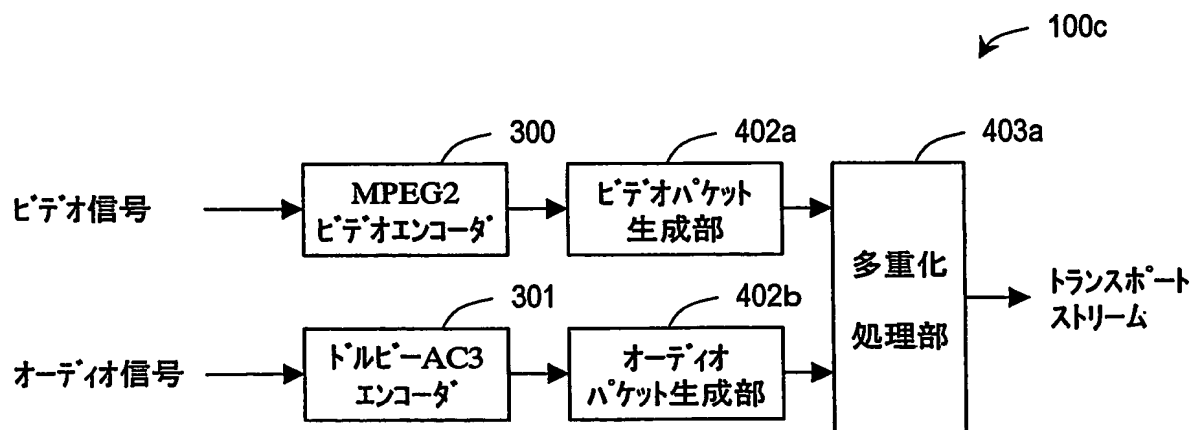 100c
300
402a
403a
ビデオ信号
MPEG2
ビデオエンコーダ
ビデオパケット
生成部
多重化
処理部
トランスポート
ストリーム
301
402b
オーディオ信号
ドルビーAC3
エンコーダ
オーディオ
パケット生成部